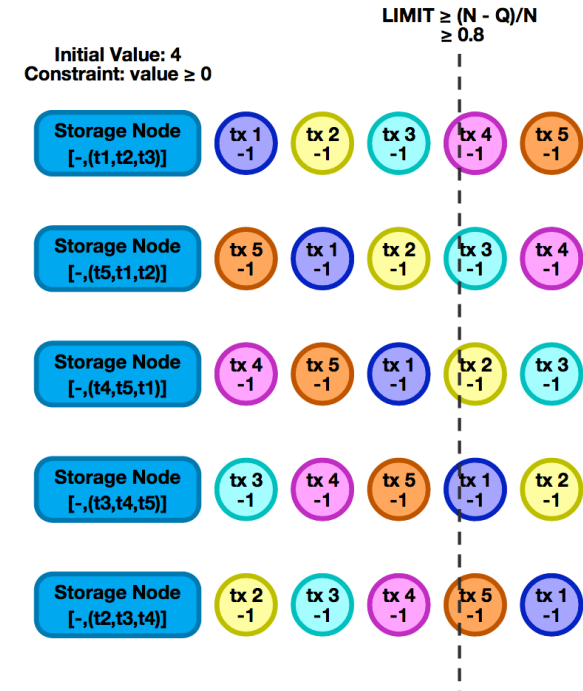 LIMIT ≥ (N - Q)/N
≥ 0.8
Initial Value: 4
Constraint: value ≥ 0
Storage Node
[-,(t1,t2,t3)]
tx 1
-1
tx 2
-1
tx 3
-1
tx 4
-1
tx 5
-1
Storage Node
[-,(t5,t1,t2)]
tx 5
-1
tx 1
-1
tx 2
-1
tx 3
-1
tx 4
-1
Storage Node
[-,(t4,t5,t1)]
tx 4
-1
tx 5
-1
tx 1
-1
tx 2
-1
tx 3
-1
Storage Node
[-,(t3,t4,t5)]
tx 3
-1
tx 4
-1
tx 5
-1
tx 1
-1
tx 2
-1
Storage Node
[-,(t2,t3,t4)]
tx 2
-1
tx 3
-1
tx 4
-1
tx 5
-1
tx 1
-1